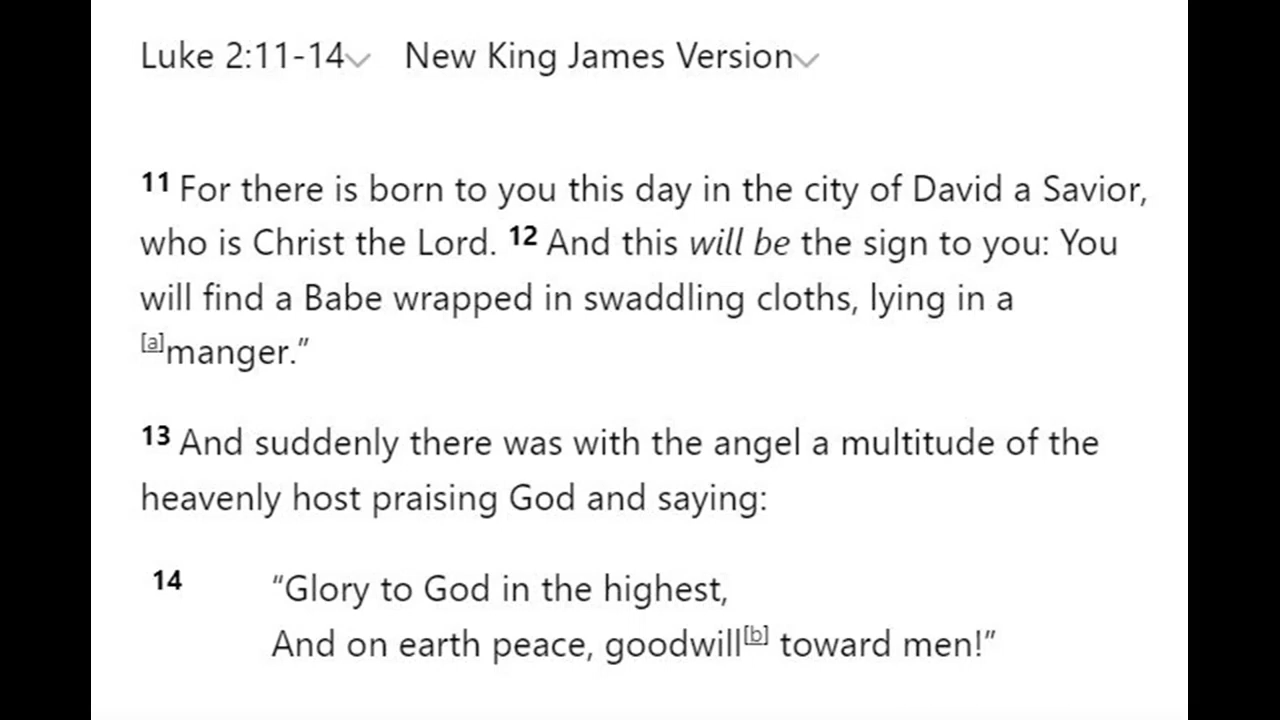 Luke 2:11-14 New King James Version
11 For there is born to you this day in the city of David a Savior,
who is Christ the Lord. 12 And this will be the sign to you: You
will find a Babe wrapped in swaddling cloths, lying in a
[a]manger.”
13 And suddenly there was with the angel a multitude of the
heavenly host praising God and saying:
14 “Glory to God in the highest,
And on earth peace, goodwill[b] toward men!”